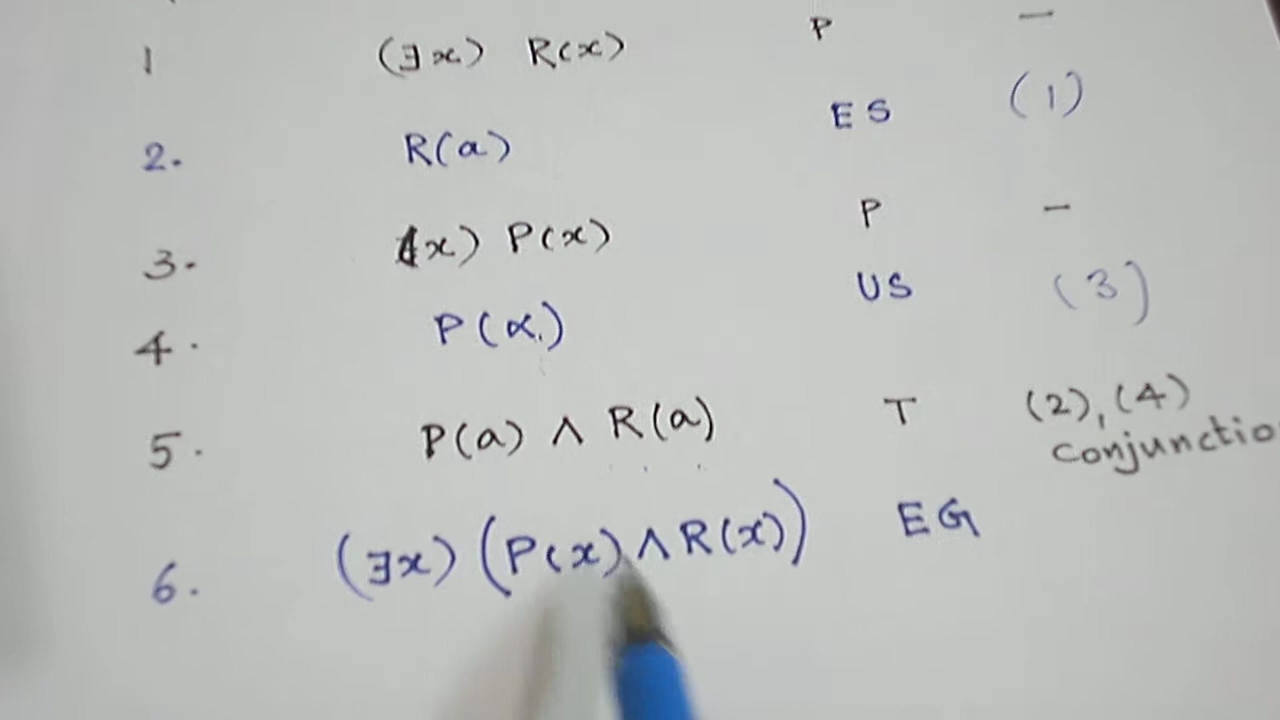 1 (∃x) R(x) P —
2. R(a) ES (1)
3. (x) P(x) P —
4. P(α) US (3)
5. P(a) ∧ R(a) T (2), (4)
conjunctio
6. (∃x) (P(x) ∧ R(x)) EG